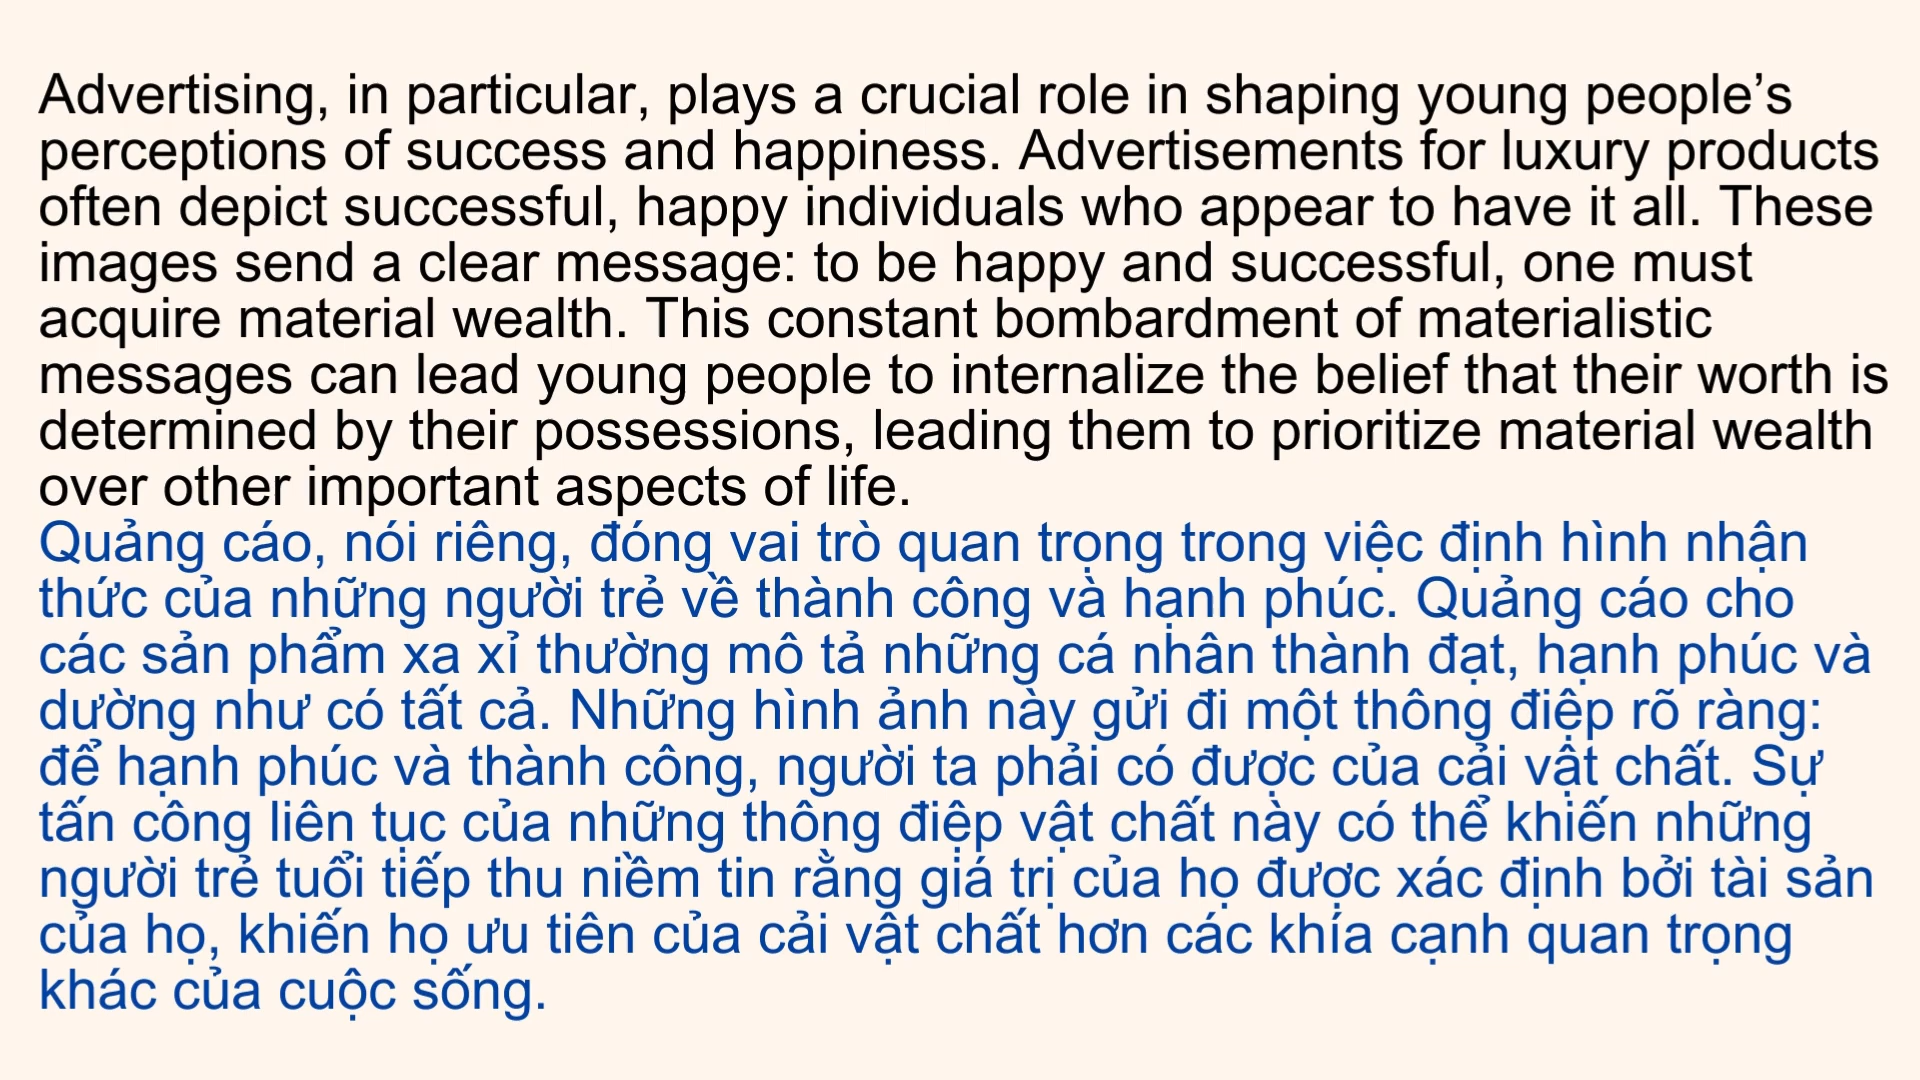 Advertising, in particular, plays a crucial role in shaping young people’s
perceptions of success and happiness. Advertisements for luxury products
often depict successful, happy individuals who appear to have it all. These
images send a clear message: to be happy and successful, one must
acquire material wealth. This constant bombardment of materialistic
messages can lead young people to internalize the belief that their worth is
determined by their possessions, leading them to prioritize material wealth
over other important aspects of life.
Quảng cáo, nói riêng, đóng vai trò quan trọng trong việc định hình nhận
thức của những người trẻ về thành công và hạnh phúc. Quảng cáo cho
các sản phẩm xa xỉ thường mô tả những cá nhân thành đạt, hạnh phúc và
dường như có tất cả. Những hình ảnh này gửi đi một thông điệp rõ ràng:
để hạnh phúc và thành công, người ta phải có được của cải vật chất. Sự
tấn công liên tục của những thông điệp vật chất này có thể khiến những
người trẻ tuổi tiếp thu niềm tin rằng giá trị của họ được xác định bởi tài sản
của họ, khiến họ ưu tiên của cải vật chất hơn các khía cạnh quan trọng
khác của cuộc sống.